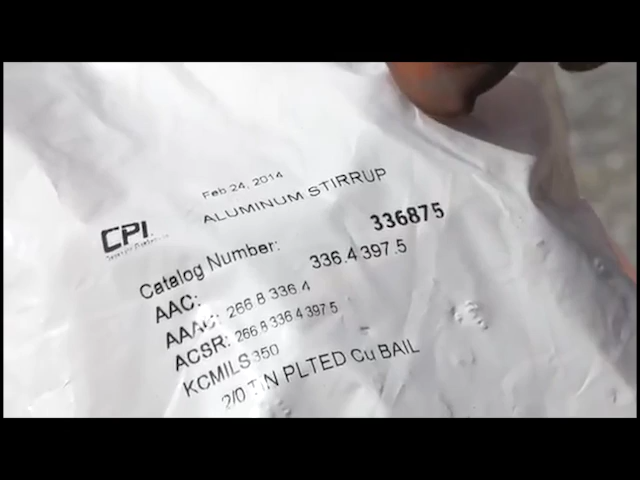 Feb 24, 2014
CPI
ALUMINUM STIRRUP
Catalog Number: 336875
AAC: 336.4 397.5
AAAC: 266.8 336.4
ACSR: 266.8 336.4 397.5
KCMILS 350
2/0 TIN PLTED Cu BAIL